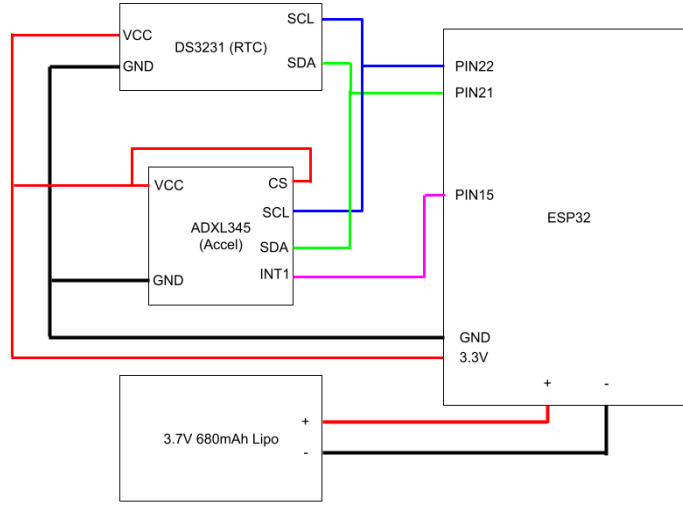 SCL
VCC
DS3231 (RTC)
SDA
GND
PIN22
PIN21
VCC
CS
PIN15
SCL
ADXL345
(Accel)
ESP32
SDA
INT1
GND
GND
3.3V
+
-
+
3.7V 680mAh Lipo
-